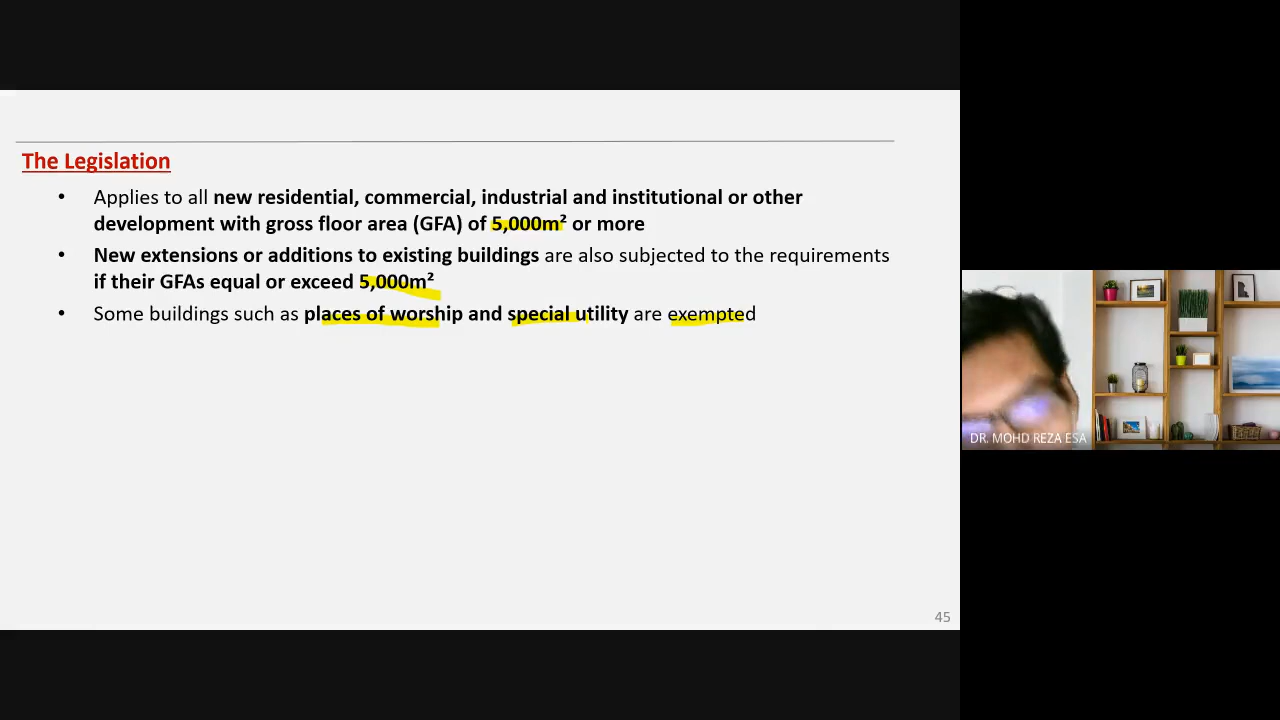 The Legislation
• Applies to all new residential, commercial, industrial and institutional or other
development with gross floor area (GFA) of 5,000m² or more
• New extensions or additions to existing buildings are also subjected to the requirements
if their GFAs equal or exceed 5,000m²
• Some buildings such as places of worship and special utility are exempted
DR. MOHD REZA ESA
45